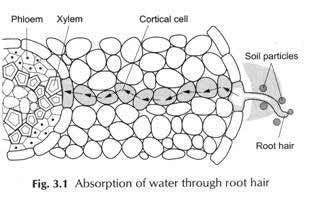 Phloem Xylem Cortical cell
Soil particles
Root hair
Fig. 3.1 Absorption of water through root hair